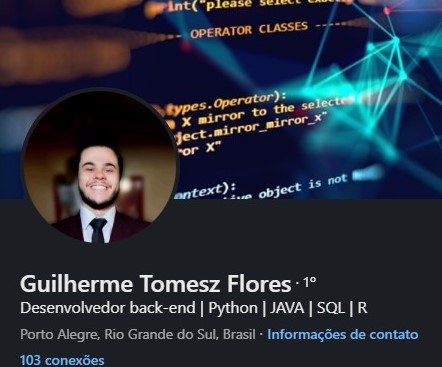 int("please select exac
OPERATOR CLASSES ----
types.Operator):
X mirror to the selected
ject.mirror_mirror_x"
or X"
ontext):
ive object is not
Guilherme Tomesz Flores · 1º
Desenvolvedor back-end | Python | JAVA | SQL | R
Porto Alegre, Rio Grande do Sul, Brasil · Informações de contato
103 conexões